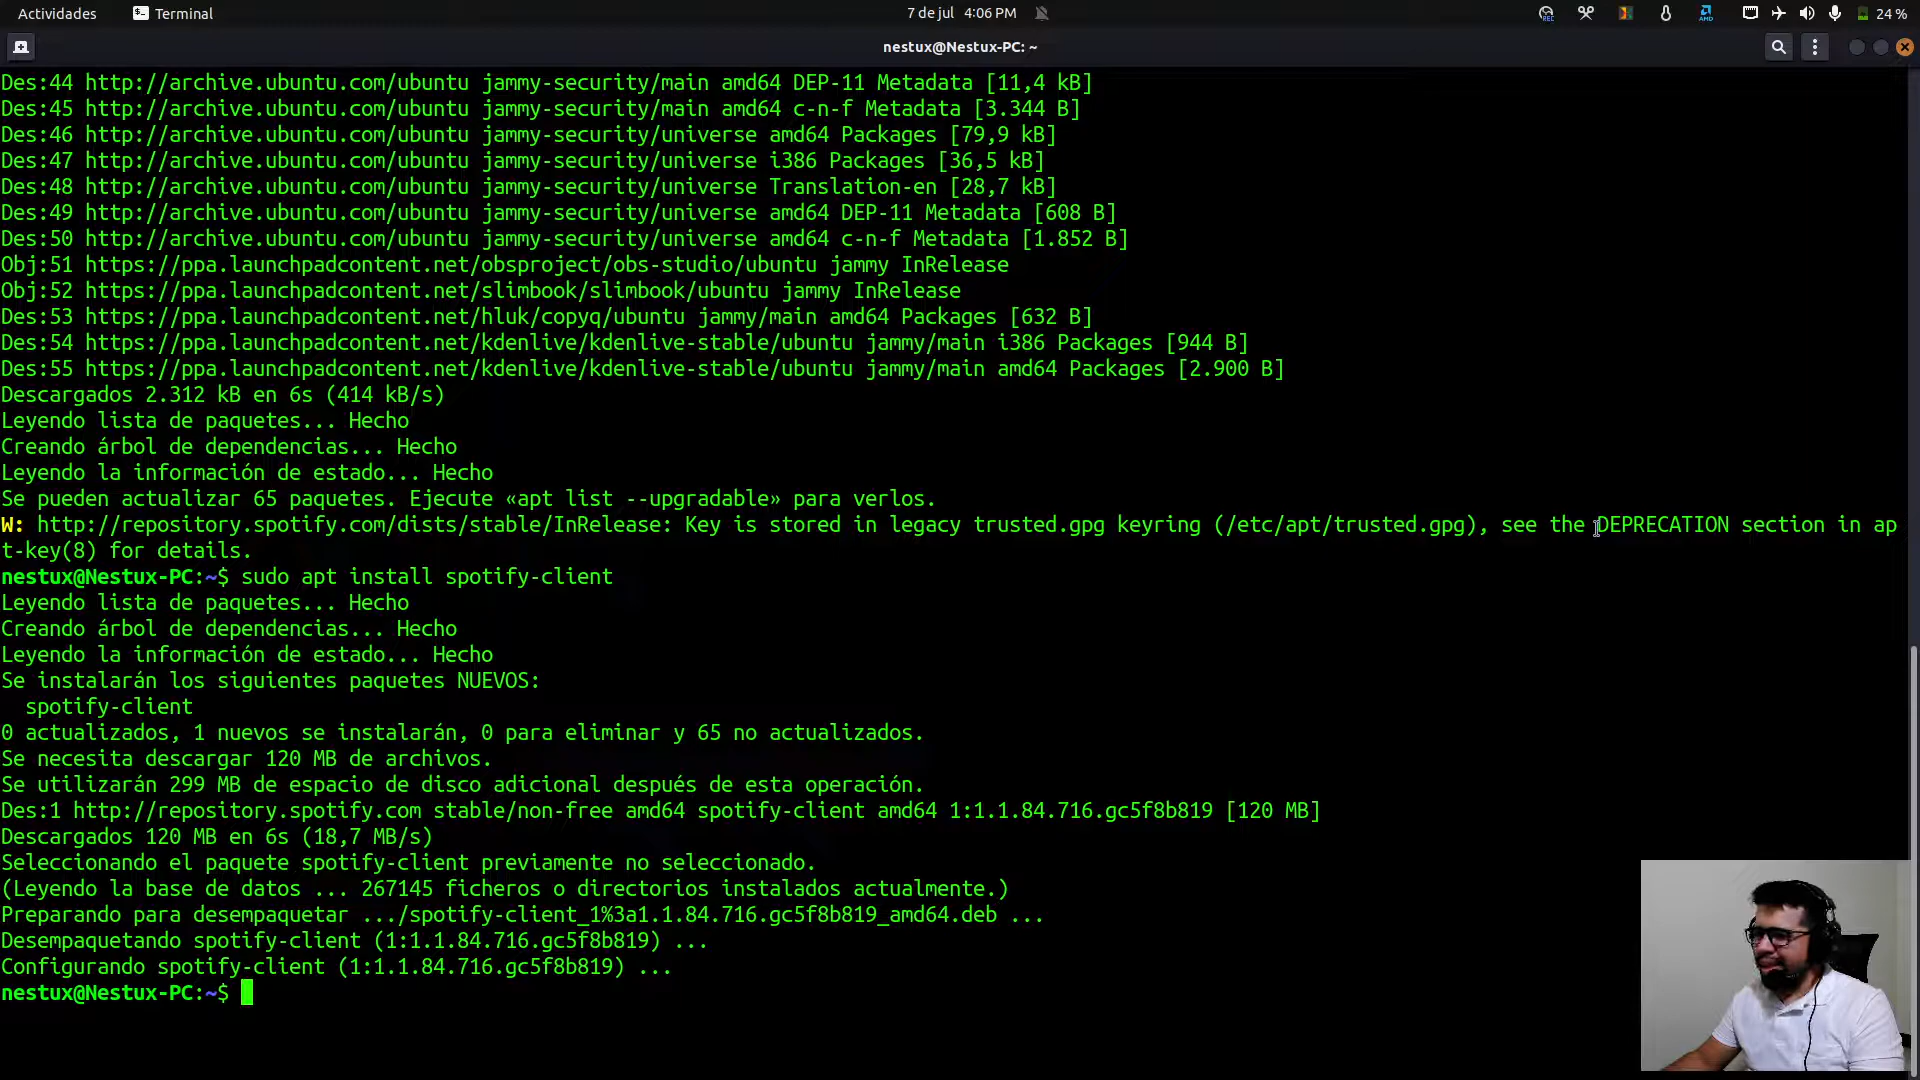 Actividades
Terminal
7 de jul 4:06 PM
REC
AMD
24 %
nestux@Nestux-PC: ~
Des:44 http://archive.ubuntu.com/ubuntu jammy-security/main amd64 DEP-11 Metadata [11,4 kB]
Des:45 http://archive.ubuntu.com/ubuntu jammy-security/main amd64 c-n-f Metadata [3.344 B]
Des:46 http://archive.ubuntu.com/ubuntu jammy-security/universe amd64 Packages [79,9 kB]
Des:47 http://archive.ubuntu.com/ubuntu jammy-security/universe i386 Packages [36,5 kB]
Des:48 http://archive.ubuntu.com/ubuntu jammy-security/universe Translation-en [28,7 kB]
Des:49 http://archive.ubuntu.com/ubuntu jammy-security/universe amd64 DEP-11 Metadata [608 B]
Des:50 http://archive.ubuntu.com/ubuntu jammy-security/universe amd64 c-n-f Metadata [1.852 B]
Obj:51 https://ppa.launchpadcontent.net/obsproject/obs-studio/ubuntu jammy InRelease
Obj:52 https://ppa.launchpadcontent.net/slimbook/slimbook/ubuntu jammy InRelease
Des:53 https://ppa.launchpadcontent.net/hluk/copyq/ubuntu jammy/main amd64 Packages [632 B]
Des:54 https://ppa.launchpadcontent.net/kdenlive/kdenlive-stable/ubuntu jammy/main i386 Packages [944 B]
Des:55 https://ppa.launchpadcontent.net/kdenlive/kdenlive-stable/ubuntu jammy/main amd64 Packages [2.900 B]
Descargados 2.312 kB en 6s (414 kB/s)
Leyendo lista de paquetes... Hecho
Creando árbol de dependencias... Hecho
Leyendo la información de estado... Hecho
Se pueden actualizar 65 paquetes. Ejecute «apt list --upgradable» para verlos.
W: http://repository.spotify.com/dists/stable/InRelease: Key is stored in legacy trusted.gpg keyring (/etc/apt/trusted.gpg), see the DEPRECATION section in ap
t-key(8) for details.
nestux@Nestux-PC:~$ sudo apt install spotify-client
Leyendo lista de paquetes... Hecho
Creando árbol de dependencias... Hecho
Leyendo la información de estado... Hecho
Se instalarán los siguientes paquetes NUEVOS:
spotify-client
0 actualizados, 1 nuevos se instalarán, 0 para eliminar y 65 no actualizados.
Se necesita descargar 120 MB de archivos.
Se utilizarán 299 MB de espacio de disco adicional después de esta operación.
Des:1 http://repository.spotify.com stable/non-free amd64 spotify-client amd64 1:1.1.84.716.gc5f8b819 [120 MB]
Descargados 120 MB en 6s (18,7 MB/s)
Seleccionando el paquete spotify-client previamente no seleccionado.
(Leyendo la base de datos ... 267145 ficheros o directorios instalados actualmente.)
Preparando para desempaquetar .../spotify-client_1%3a1.1.84.716.gc5f8b819_amd64.deb ...
Desempaquetando spotify-client (1:1.1.84.716.gc5f8b819) ...
Configurando spotify-client (1:1.1.84.716.gc5f8b819) ...
nestux@Nestux-PC:~$